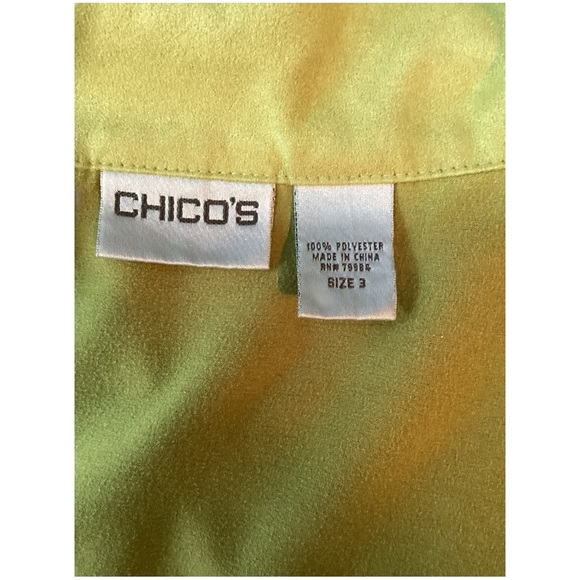 CHICO'S
100% POLYESTER
MADE IN CHINA
RN# 79984
SIZE 3